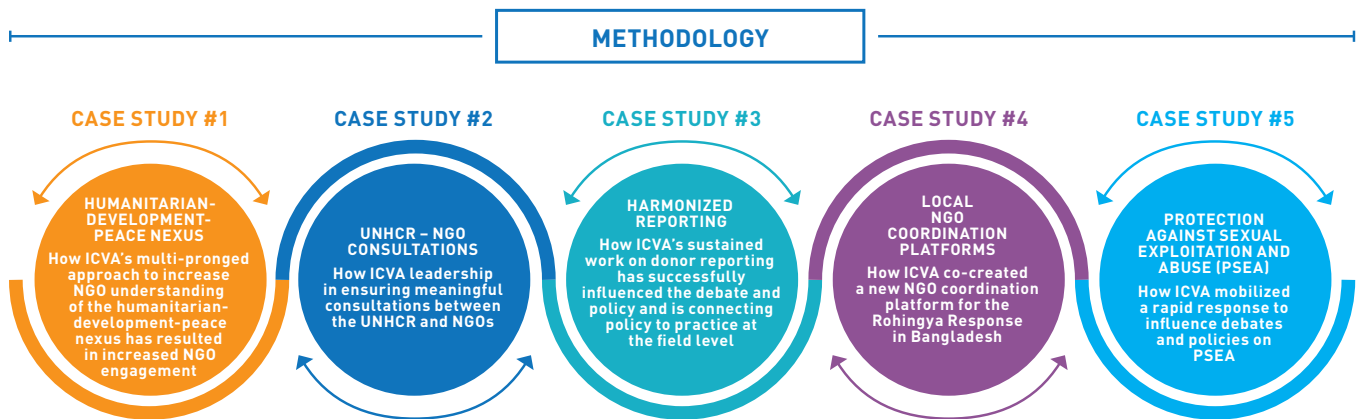 METHODOLOGY
CASE STUDY #1
HUMANITARIAN-
DEVELOPMENT-
PEACE NEXUS
How ICVA’s multi-pronged
approach to increase
NGO understanding
of the humanitarian-
development-peace
nexus has resulted
in increased NGO
engagement
CASE STUDY #2
UNHCR – NGO
CONSULTATIONS
How ICVA leadership
in ensuring meaningful
consultations between
the UNHCR and NGOs
CASE STUDY #3
HARMONIZED
REPORTING
How ICVA’s sustained
work on donor reporting
has successfully
influenced the debate and
policy and is connecting
policy to practice at
the field level
CASE STUDY #4
LOCAL
NGO
COORDINATION
PLATFORMS
How ICVA co-created
a new NGO coordination
platform for the
Rohingya Response
in Bangladesh
CASE STUDY #5
PROTECTION
AGAINST SEXUAL
EXPLOITATION AND
ABUSE (PSEA)
How ICVA mobilized
a rapid response to
influence debates
and policies on
PSEA